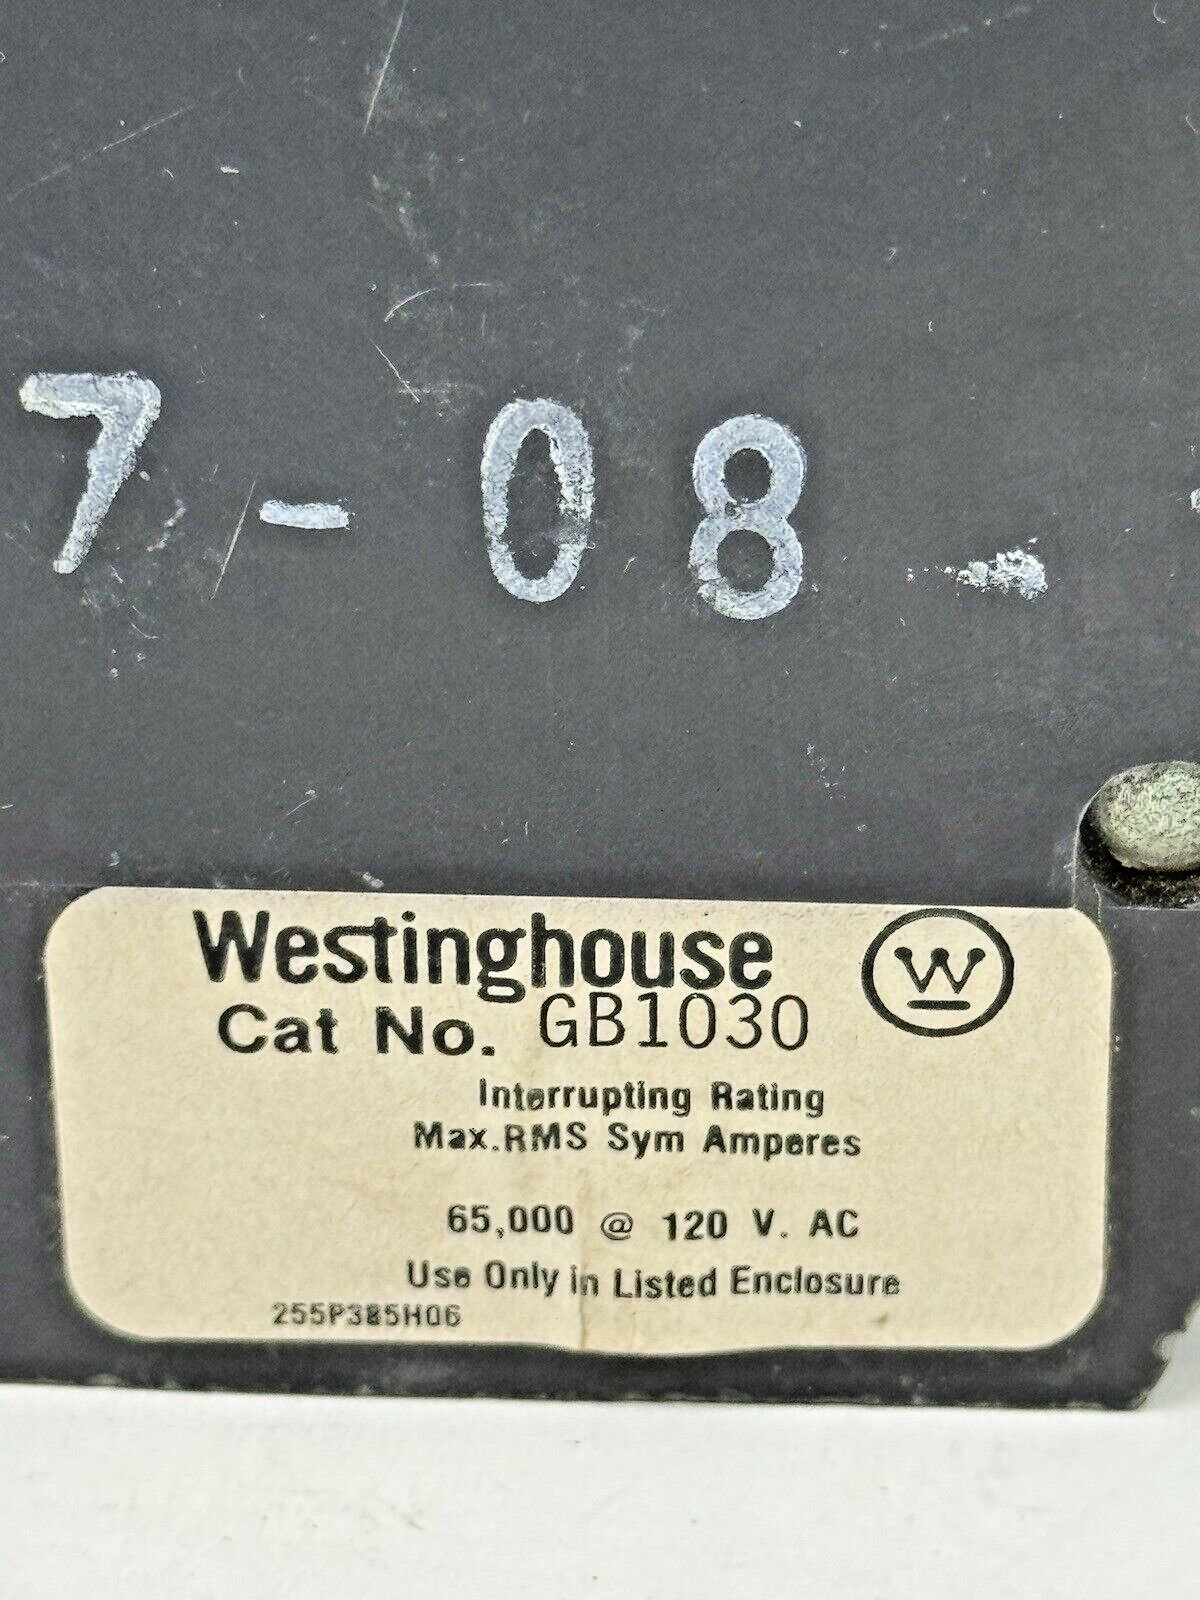 7-08-
Westinghouse W
Cat No. GB1030
Interrupting Rating
Max.RMS Sym Amperes
65,000 @ 120 V. AC
Use Only in Listed Enclosure
255P385H06